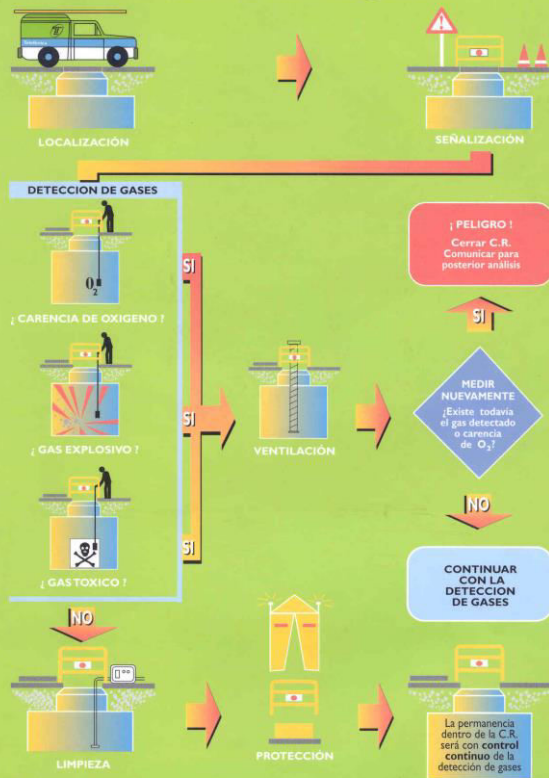 LOCALIZACIÓN
SEÑALIZACIÓN
DETECCION DE GASES
O2
¿ CARENCIA DE OXIGENO ?
SI
¿ GAS EXPLOSIVO ?
SI
¿ GAS TOXICO ?
SI
VENTILACIÓN
¡ PELIGRO !
Cerrar C.R.
Comunicar para
posterior análisis
SI
MEDIR
NUEVAMENTE
¿Existe todavia
el gas detectado
o carencia
de O2?
NO
CONTINUAR
CON LA
DETECCION
DE GASES
NO
LIMPIEZA
PROTECCIÓN
La permanencia
dentro de la C.R.
será con control
continuo de la
detección de gases